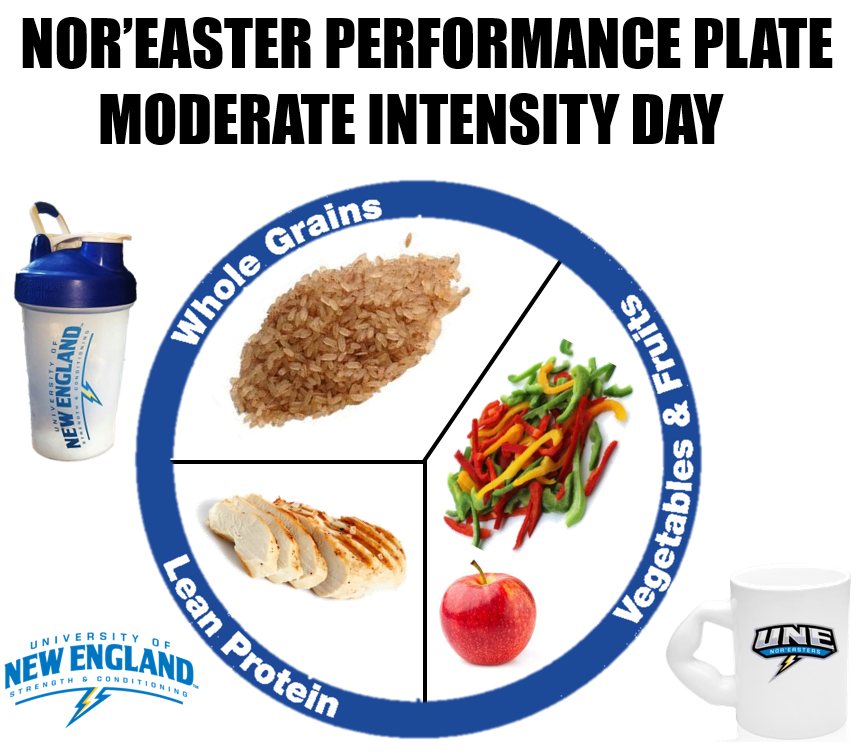 NOR'EASTER PERFORMANCE PLATE
MODERATE INTENSITY DAY
Whole Grains
Vegetables & Fruits
Lean Protein
UNIVERSITY OF
NEW ENGLAND
STRENGTH & CONDITIONING
UNIVERSITY OF
NEW ENGLAND
STRENGTH & CONDITIONING
TM
UNE
NOR'EASTERS